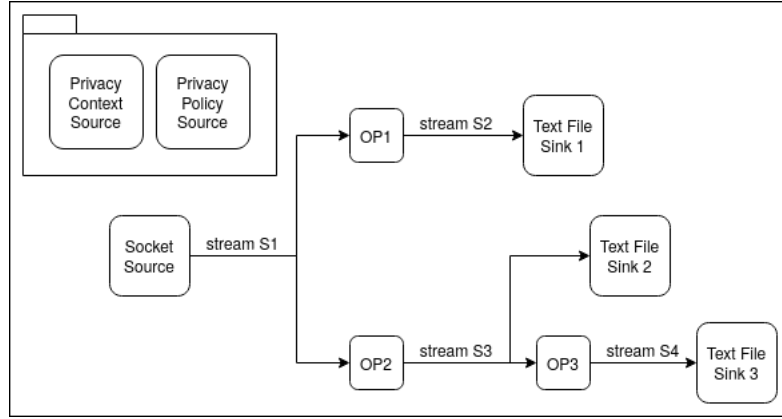 Privacy
Context
Source
Privacy
Policy
Source
OP1
stream S2
Text File
Sink 1
Socket
Source
stream S1
Text File
Sink 2
OP2
stream S3
OP3
stream S4
Text File
Sink 3